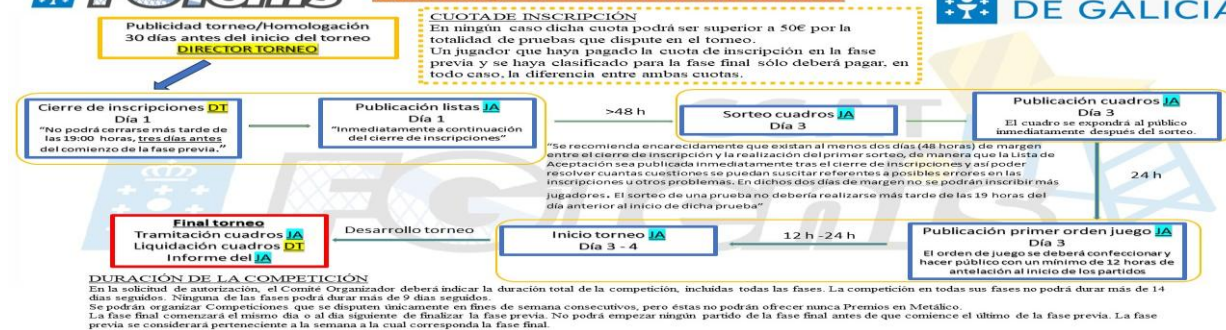 DE GALICIA
Publicidad torneo/Homologación
30 días antes del inicio del torneo
DIRECTOR TORNEO
CUOTA DE INSCRIPCIÓN
En ningún caso dicha cuota podrá ser superior a 50€ por la
totalidad de pruebas que dispute en el torneo.
Un jugador que haya pagado la cuota de inscripción en la fase
previa y se haya clasificado para la fase final sólo deberá pagar, en
todo caso, la diferencia entre ambas cuotas.
Cierre de inscripciones DT
Día 1
"No podrá cerrarse más tarde de
las 19:00 horas, tres días antes
del comienzo de la fase previa."
Publicación listas JA
Día 1
"Inmediatamente a continuación
del cierre de inscripciones"
>48 h
Sorteo cuadros JA
Día 3
Publicación cuadros JA
Día 3
El cuadro se expondrá al público
inmediatamente después del sorteo.
"Se recomienda encarecidamente que existan al menos dos días (48 horas) de margen
entre el cierre de inscripción y la realización del primer sorteo, de manera que la Lista de
Aceptación sea publicada inmediatamente tras el cierre de inscripciones y así poder
resolver cuantas cuestiones se puedan suscitar referentes a posibles errores en las
inscripciones u otros problemas. En dichos dos días de margen no se podrán inscribir más
jugadores. El sorteo de una prueba no debería realizarse más tarde de las 19 horas del
día anterior al inicio de dicha prueba"
24 h
Publicación primer orden juego JA
Día 3
El orden de juego se deberá confeccionar y
hacer público con un mínimo de 12 horas de
antelación al inicio de los partidos
12 h -24 h
Inicio torneo JA
Día 3 - 4
Desarrollo torneo
Final torneo
Tramitación cuadros JA
Liquidación cuadros DT
Informe del JA
DURACIÓN DE LA COMPETICIÓN
En la solicitud de autorización, el Comité Organizador deberá indicar la duración total de la competición, incluidas todas las fases. La competición en todas sus fases no podrá durar más de 14
días seguidos. Ninguna de las fases podrá durar más de 9 días seguidos.
Se podrán organizar Competiciones que se disputen únicamente en fines de semana consecutivos, pero éstas no podrán ofrecer nunca Premios en Metálico.
La fase final comenzará el mismo día o al día siguiente de finalizar la fase previa. No podrá empezar ningún partido de la fase final antes de que comience el último de la fase previa. La fase
previa se considerará perteneciente a la semana a la cual corresponda la fase final.